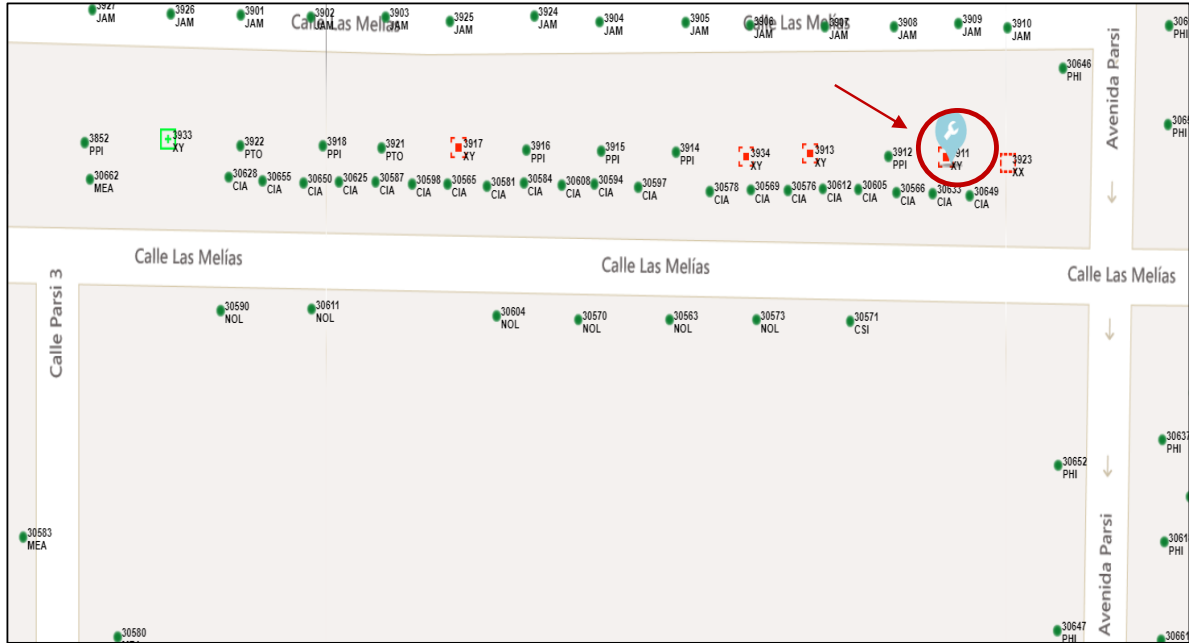 3927
JAM
3926
JAM
3901
JAM
3902
JAM
3903
JAM
3925
JAM
3924
JAM
3904
JAM
3905
JAM
3906
JAM
3907
JAM
3908
JAM
3909
JAM
3910
JAM
Calle Las Melías
Calle Las Melías
30646
PHI
PHI
Avenida Parsi
PHI
3852
PPI
3933
XY
3922
PTO
3918
PPI
3921
PTO
3917
XY
3916
PPI
3915
PPI
3914
PPI
3934
XY
3913
XY
3912
PPI
3911
XY
3923
XX
30662
MEA
30628
CIA
30655
CIA
30650
CIA
30625
CIA
30587
CIA
30598
CIA
30565
CIA
30581
CIA
30584
CIA
30608
CIA
30594
CIA
30597
CIA
30578
CIA
30569
CIA
30576
CIA
30612
CIA
30605
CIA
30566
CIA
30633
CIA
30649
CIA
Calle Las Melías
Calle Las Melías
Calle Las Melías
Calle Parsi 3
30590
NOL
30611
NOL
30604
NOL
30570
NOL
30563
NOL
30573
NOL
30571
CSI
30637
PHI
30652
PHI
30583
MEA
PHI
Avenida Parsi
30580
30647
PHI
30661